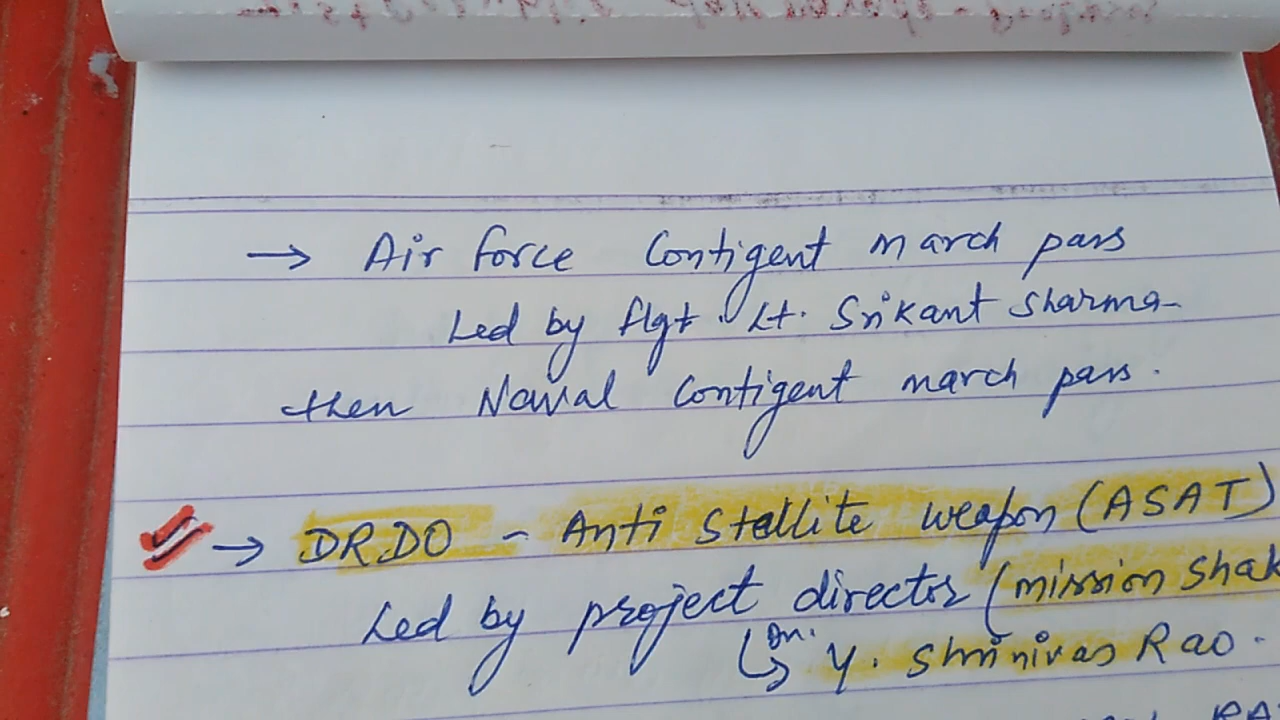 → Air force Contigent march pass
Led by flgt. Lt. Srikant Sharma
then Naval Contigent march pass.
→ DRDO - Anti Stellite weapon (ASAT)
Led by project director (mission Shak
Dr.
Y. Shrinivas Rao.